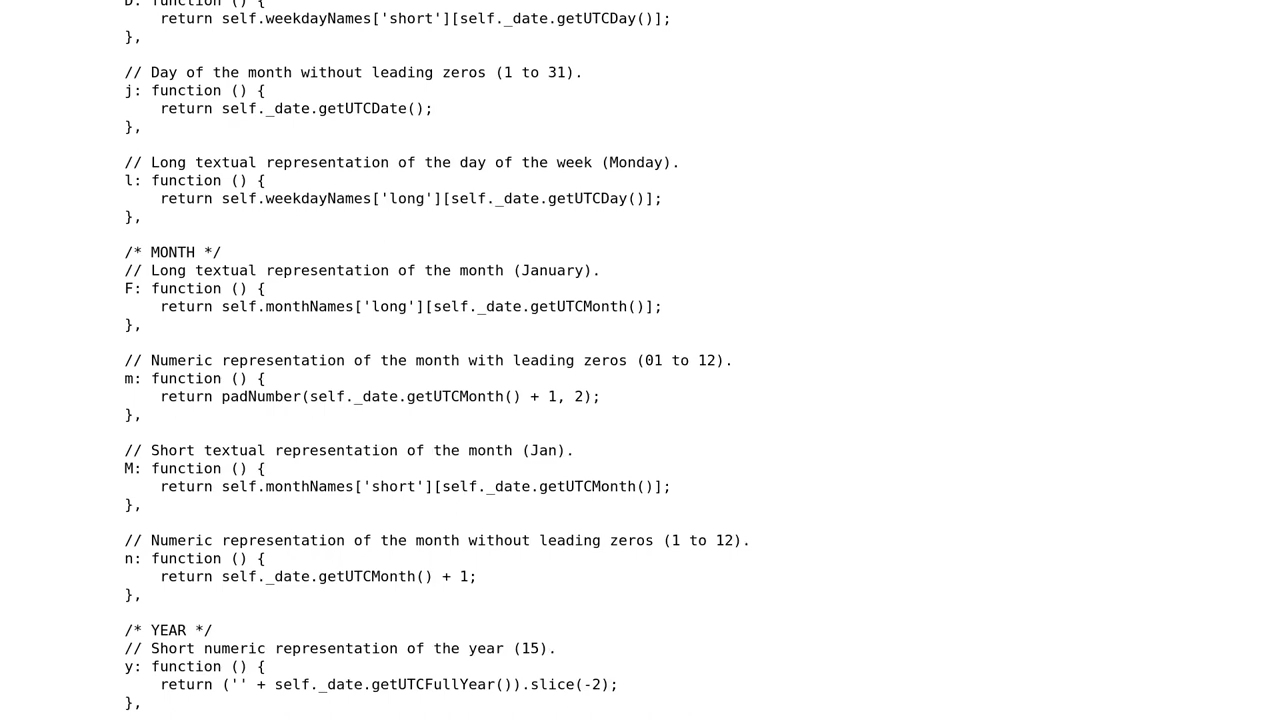 D: function () {
    return self.weekdayNames['short'][self._date.getUTCDay()];
},

// Day of the month without leading zeros (1 to 31).
j: function () {
    return self._date.getUTCDate();
},

// Long textual representation of the day of the week (Monday).
l: function () {
    return self.weekdayNames['long'][self._date.getUTCDay()];
},

/* MONTH */
// Long textual representation of the month (January).
F: function () {
    return self.monthNames['long'][self._date.getUTCMonth()];
},

// Numeric representation of the month with leading zeros (01 to 12).
m: function () {
    return padNumber(self._date.getUTCMonth() + 1, 2);
},

// Short textual representation of the month (Jan).
M: function () {
    return self.monthNames['short'][self._date.getUTCMonth()];
},

// Numeric representation of the month without leading zeros (1 to 12).
n: function () {
    return self._date.getUTCMonth() + 1;
},

/* YEAR */
// Short numeric representation of the year (15).
y: function () {
    return ('' + self._date.getUTCFullYear()).slice(-2);
},